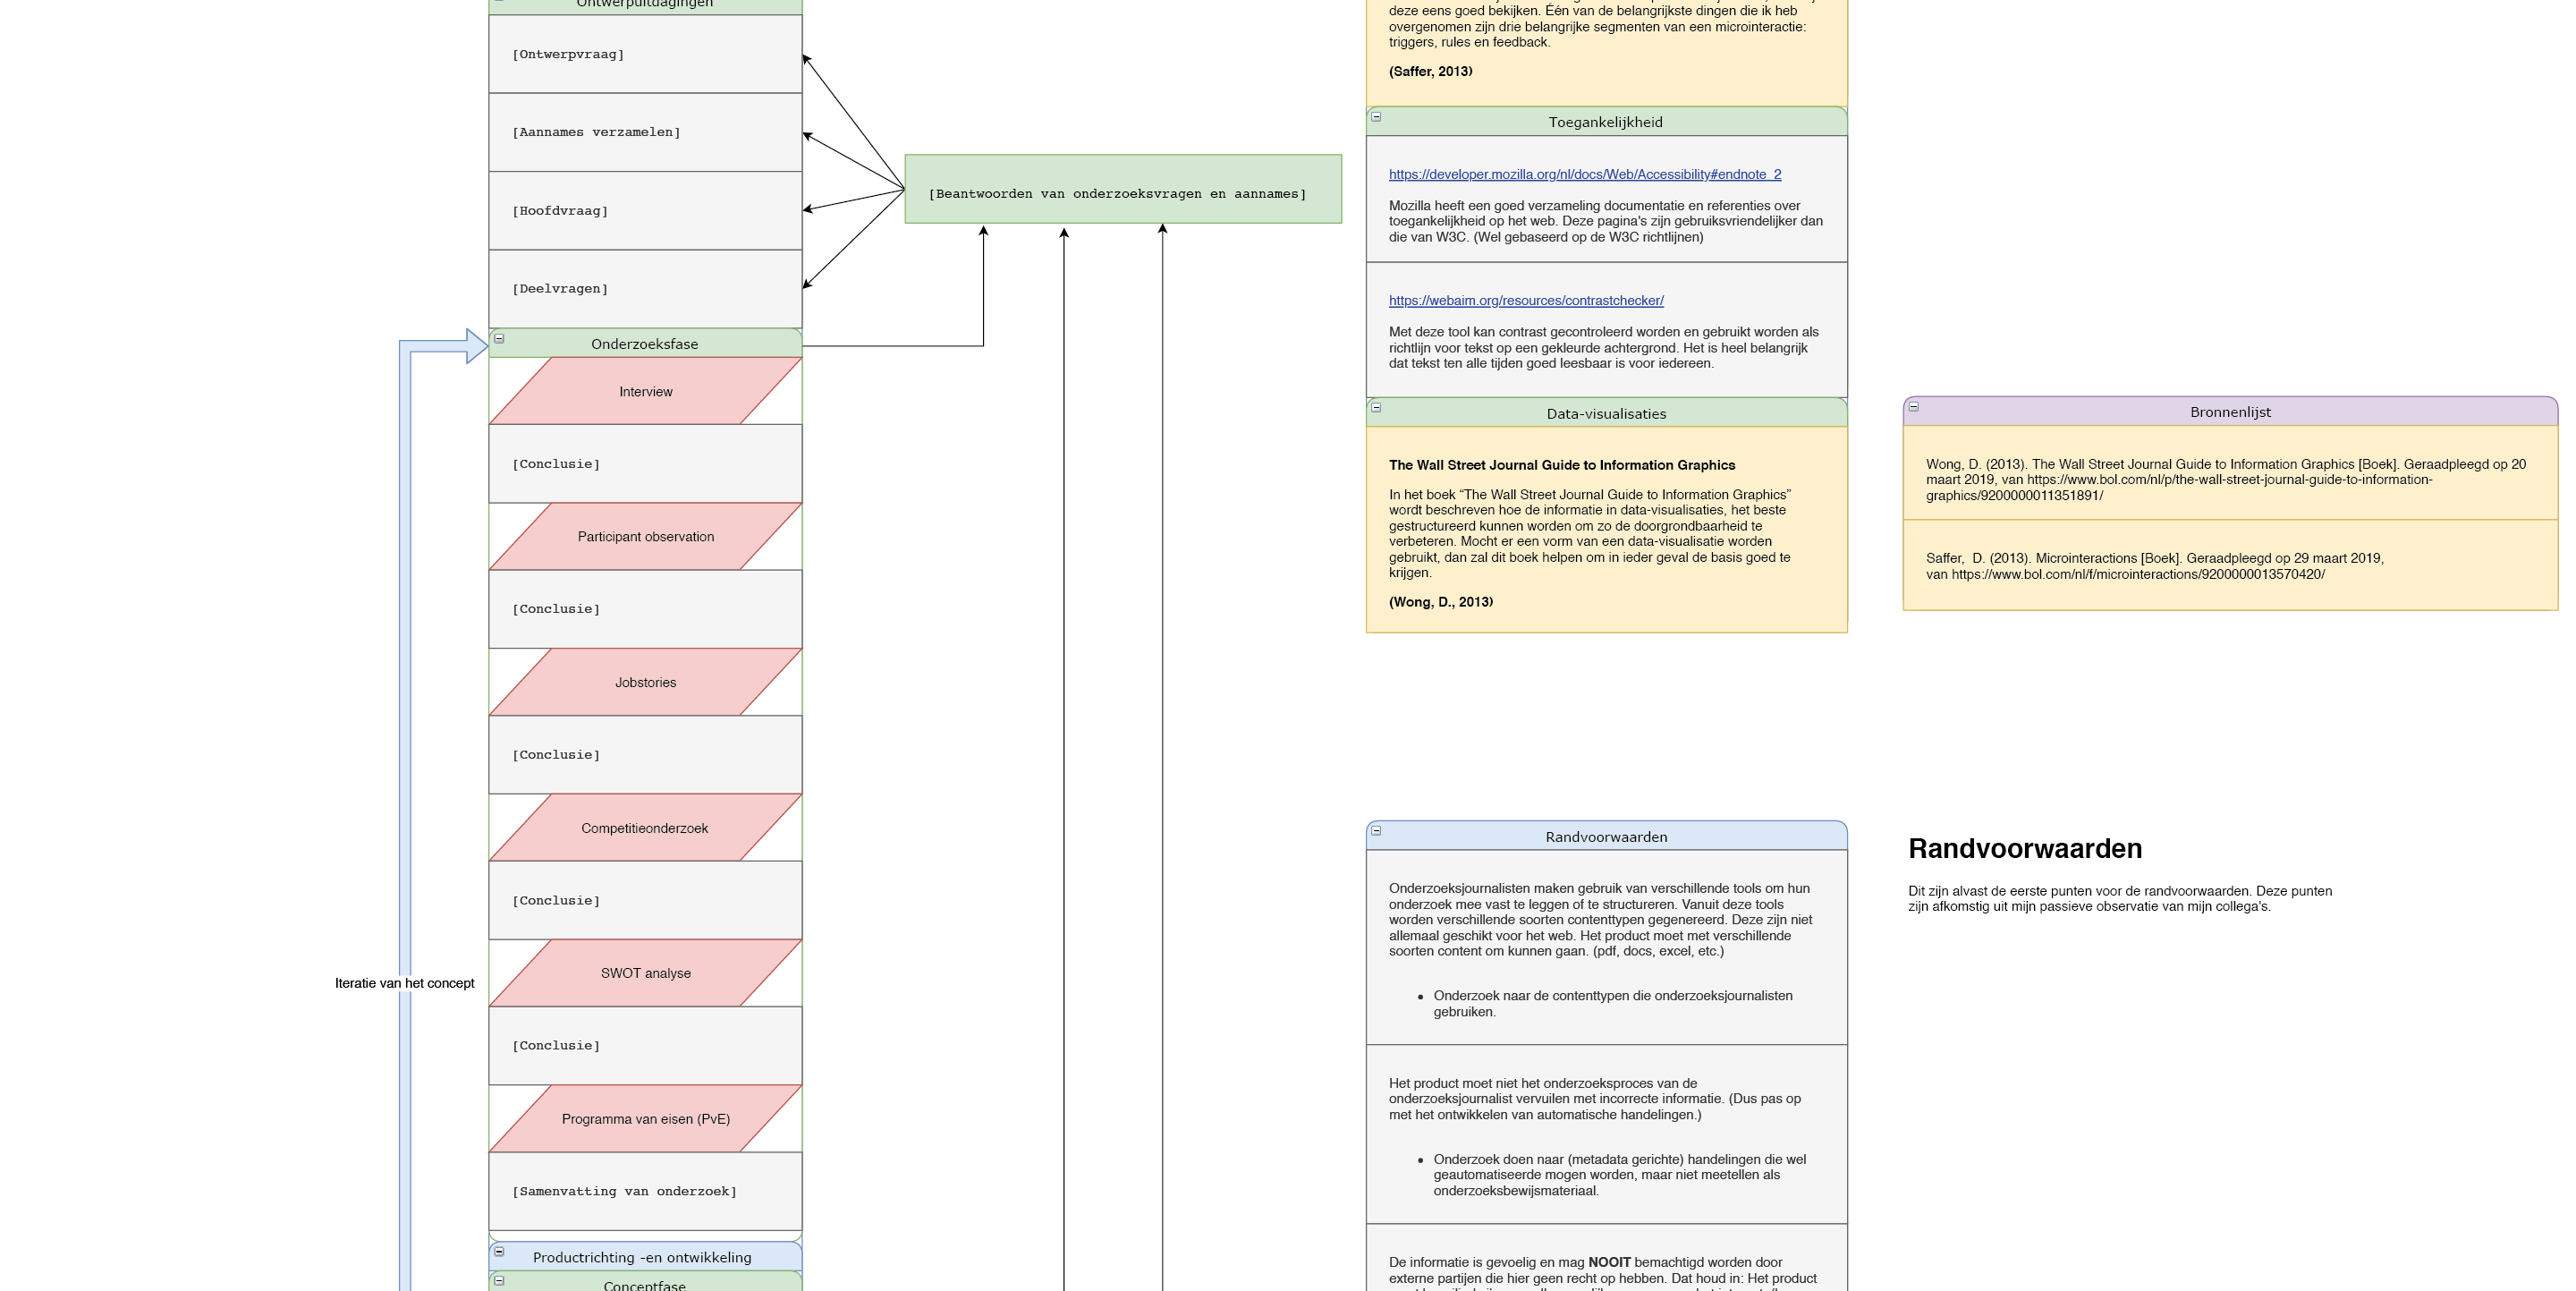 Ontwerpuitdagingen
[Ontwerpvraag]
[Aannames verzamelen]
[Hoofdvraag]
[Deelvragen]
Onderzoeksfase
Interview
[Conclusie]
Participant observation
[Conclusie]
Jobstories
[Conclusie]
Competitieonderzoek
[Conclusie]
SWOT analyse
[Conclusie]
Programma van eisen (PvE)
[Samenvatting van onderzoek]
Productrichting -en ontwikkeling
Conceptfase
Iteratie van het concept
[Beantwoorden van onderzoeksvragen en aannames]
deze eens goed bekijken. Één van de belangrijkste dingen die ik heb
overgenomen zijn drie belangrijke segmenten van een microinteractie:
triggers, rules en feedback.
(Saffer, 2013)
Toegankelijkheid
https://developer.mozilla.org/nl/docs/Web/Accessibility#endnote_2
Mozilla heeft een goed verzameling documentatie en referenties over
toegankelijkheid op het web. Deze pagina's zijn gebruiksvriendelijker dan
die van W3C. (Wel gebaseerd op de W3C richtlijnen)
https://webaim.org/resources/contrastchecker/
Met deze tool kan contrast gecontroleerd worden en gebruikt worden als
richtlijn voor tekst op een gekleurde achtergrond. Het is heel belangrijk
dat tekst ten alle tijden goed leesbaar is voor iedereen.
Data-visualisaties
The Wall Street Journal Guide to Information Graphics
In het boek “The Wall Street Journal Guide to Information Graphics”
wordt beschreven hoe de informatie in data-visualisaties, het beste
gestructureerd kunnen worden om zo de doorgrondbaarheid te
verbeteren. Mocht er een vorm van een data-visualisatie worden
gebruikt, dan zal dit boek helpen om in ieder geval de basis goed te
krijgen.
(Wong, D., 2013)
Bronnenlijst
Wong, D. (2013). The Wall Street Journal Guide to Information Graphics [Boek]. Geraadpleegd op 20
maart 2019, van https://www.bol.com/nl/p/the-wall-street-journal-guide-to-information-
graphics/9200000011351891/
Saffer, D. (2013). Microinteractions [Boek]. Geraadpleegd op 29 maart 2019,
van https://www.bol.com/nl/f/microinteractions/9200000013570420/
Randvoorwaarden
Onderzoeksjournalisten maken gebruik van verschillende tools om hun
onderzoek mee vast te leggen of te structureren. Vanuit deze tools
worden verschillende soorten contenttypen gegenereerd. Deze zijn niet
allemaal geschikt voor het web. Het product moet met verschillende
soorten content om kunnen gaan. (pdf, docs, excel, etc.)
• Onderzoek naar de contenttypen die onderzoeksjournalisten
gebruiken.
Het product moet niet het onderzoeksproces van de
onderzoeksjournalist vervuilen met incorrecte informatie. (Dus pas op
met het ontwikkelen van automatische handelingen.)
• Onderzoek doen naar (metadata gerichte) handelingen die wel
geautomatiseerde mogen worden, maar niet meetellen als
onderzoeksbewijsmateriaal.
De informatie is gevoelig en mag NOOIT bemachtigd worden door
externe partijen die hier geen recht op hebben. Dat houd in: Het product
Randvoorwaarden
Dit zijn alvast de eerste punten voor de randvoorwaarden. Deze punten
zijn afkomstig uit mijn passieve observatie van mijn collega's.